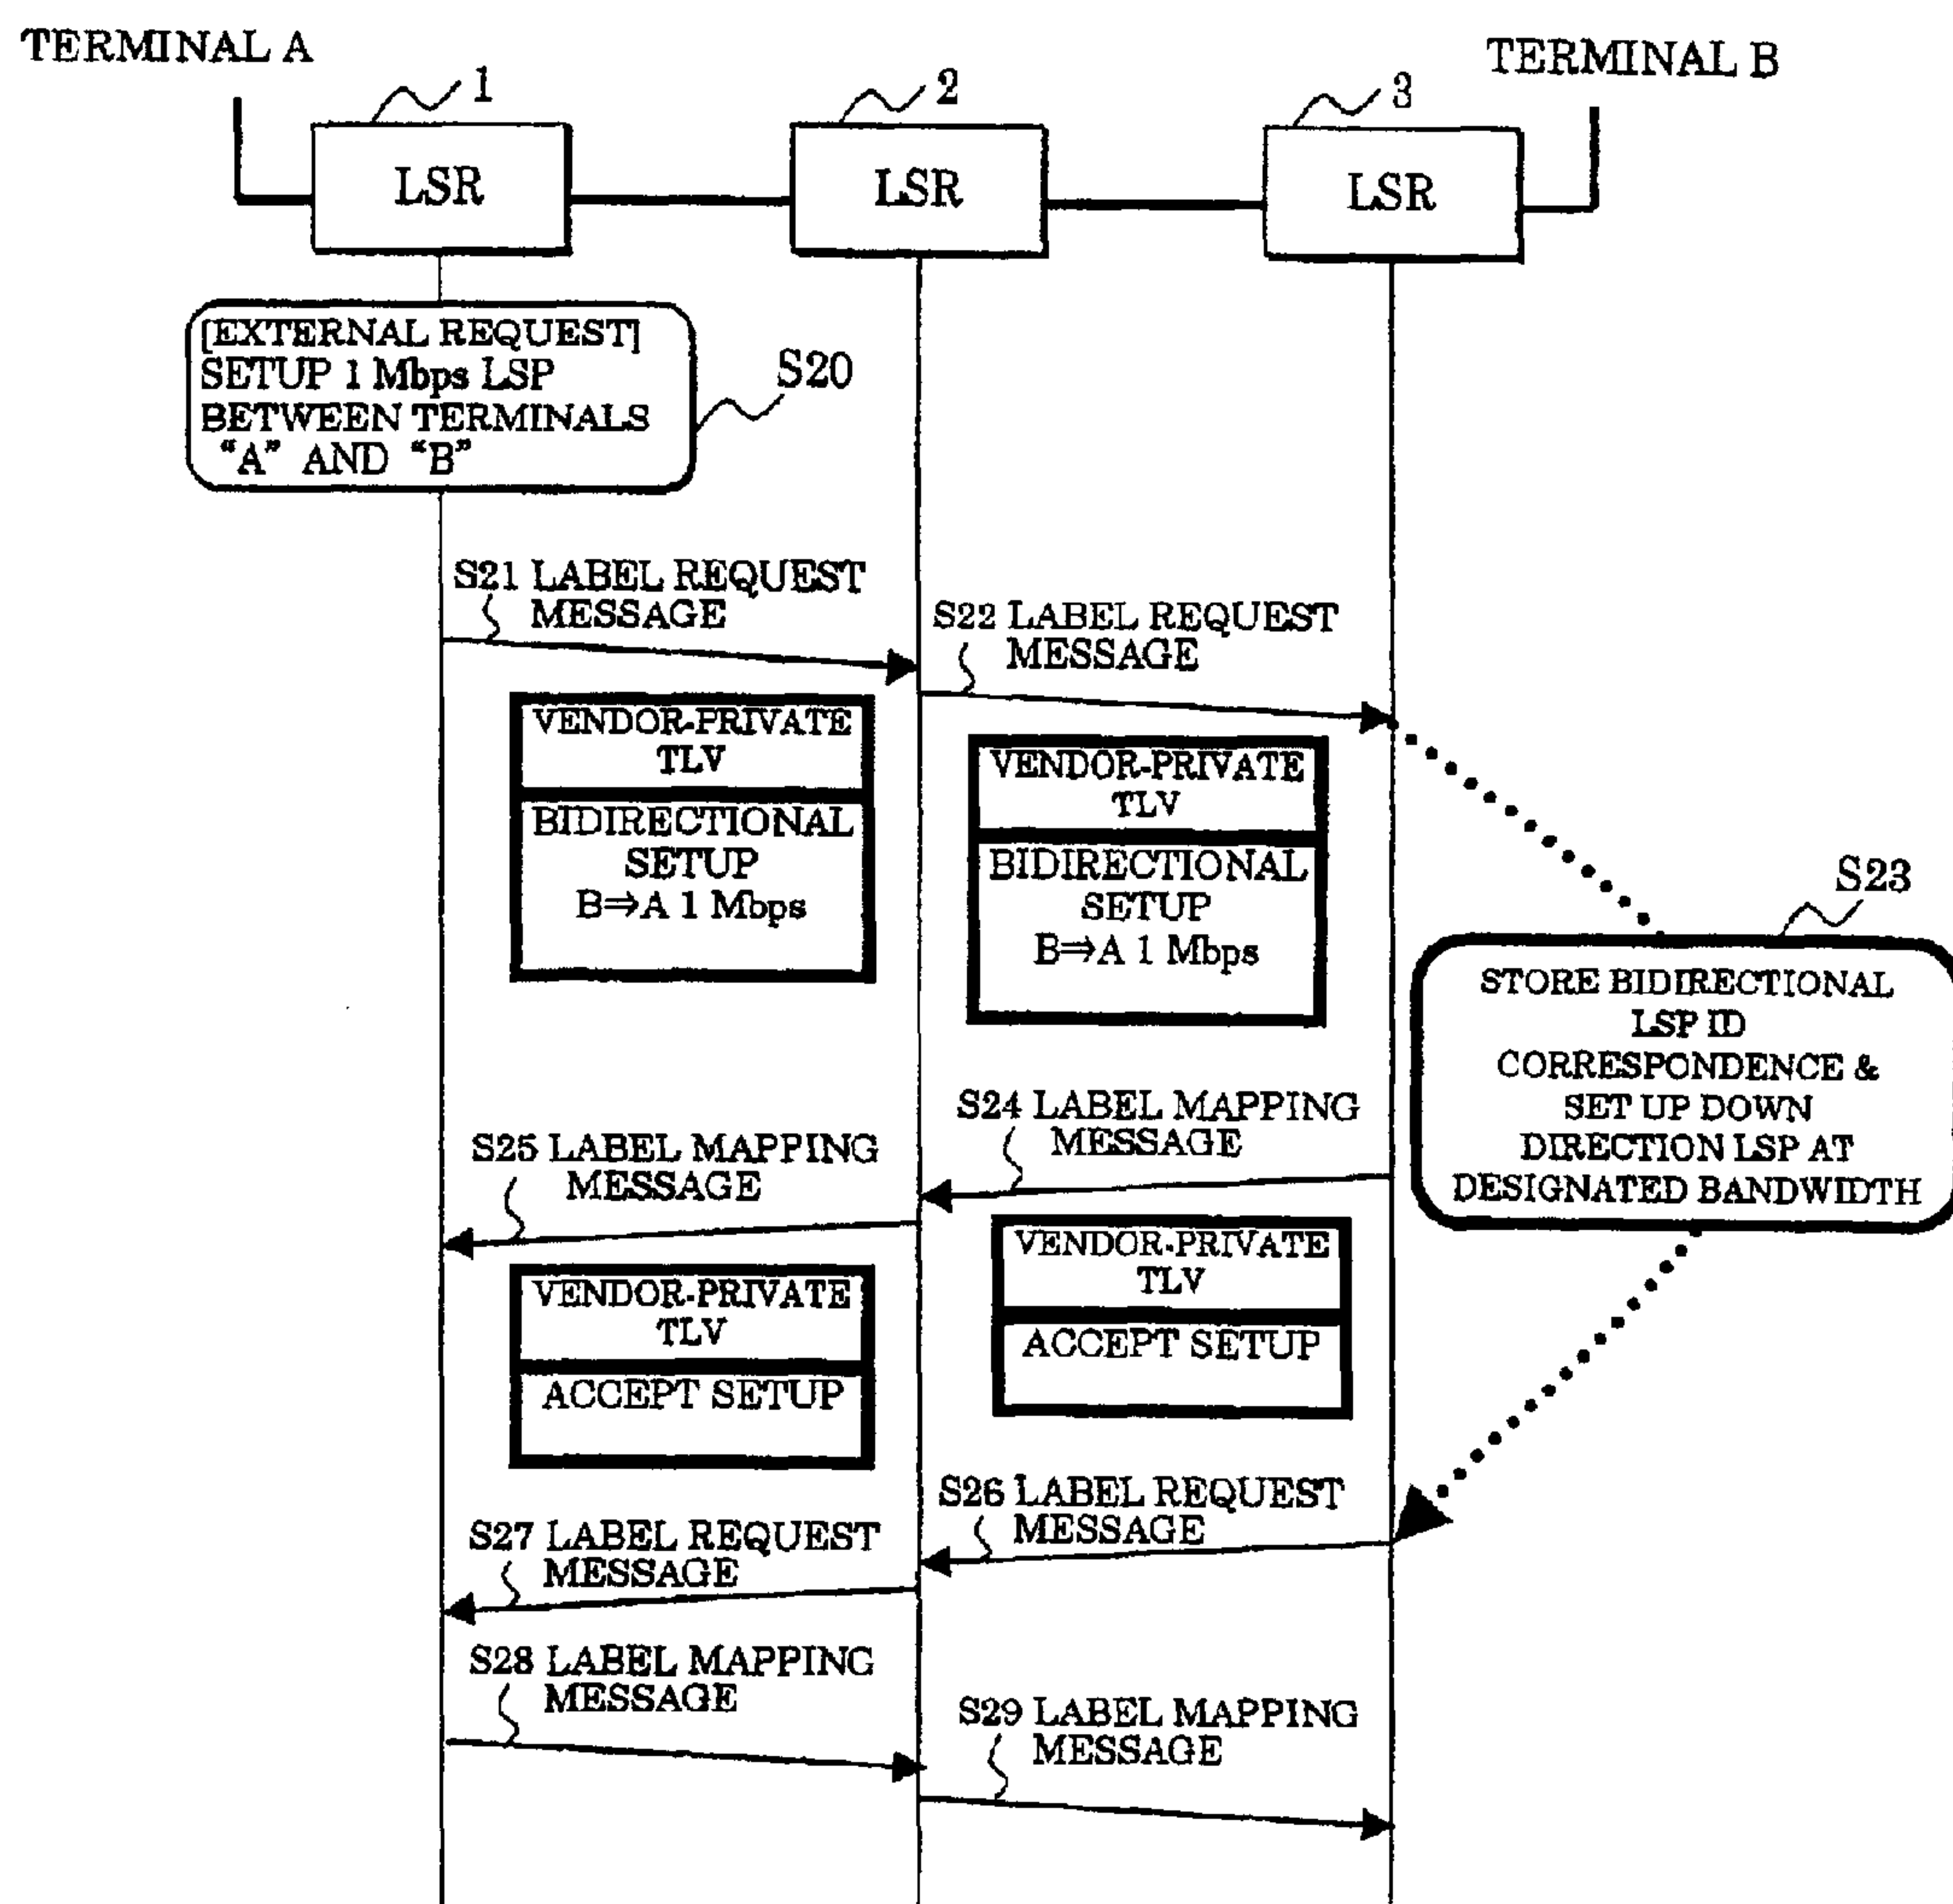 TERMINAL A
TERMINAL B
1
2
3
LSR
LSR
LSR
[EXTERNAL REQUEST]
SETUP 1 Mbps LSP
BETWEEN TERMINALS
"A" AND "B"
S20
S21 LABEL REQUEST
MESSAGE
S22 LABEL REQUEST
MESSAGE
VENDOR-PRIVATE
TLV
BIDIRECTIONAL
SETUP
B⇒A 1 Mbps
VENDOR-PRIVATE
TLV
BIDIRECTIONAL
SETUP
B⇒A 1 Mbps
S23
STORE BIDIRECTIONAL
LSP ID
CORRESPONDENCE &
SET UP DOWN
DIRECTION LSP AT
DESIGNATED BANDWIDTH
S24 LABEL MAPPING
MESSAGE
S25 LABEL MAPPING
MESSAGE
VENDOR-PRIVATE
TLV
ACCEPT SETUP
VENDOR-PRIVATE
TLV
ACCEPT SETUP
S26 LABEL REQUEST
MESSAGE
S27 LABEL REQUEST
MESSAGE
S28 LABEL MAPPING
MESSAGE
S29 LABEL MAPPING
MESSAGE